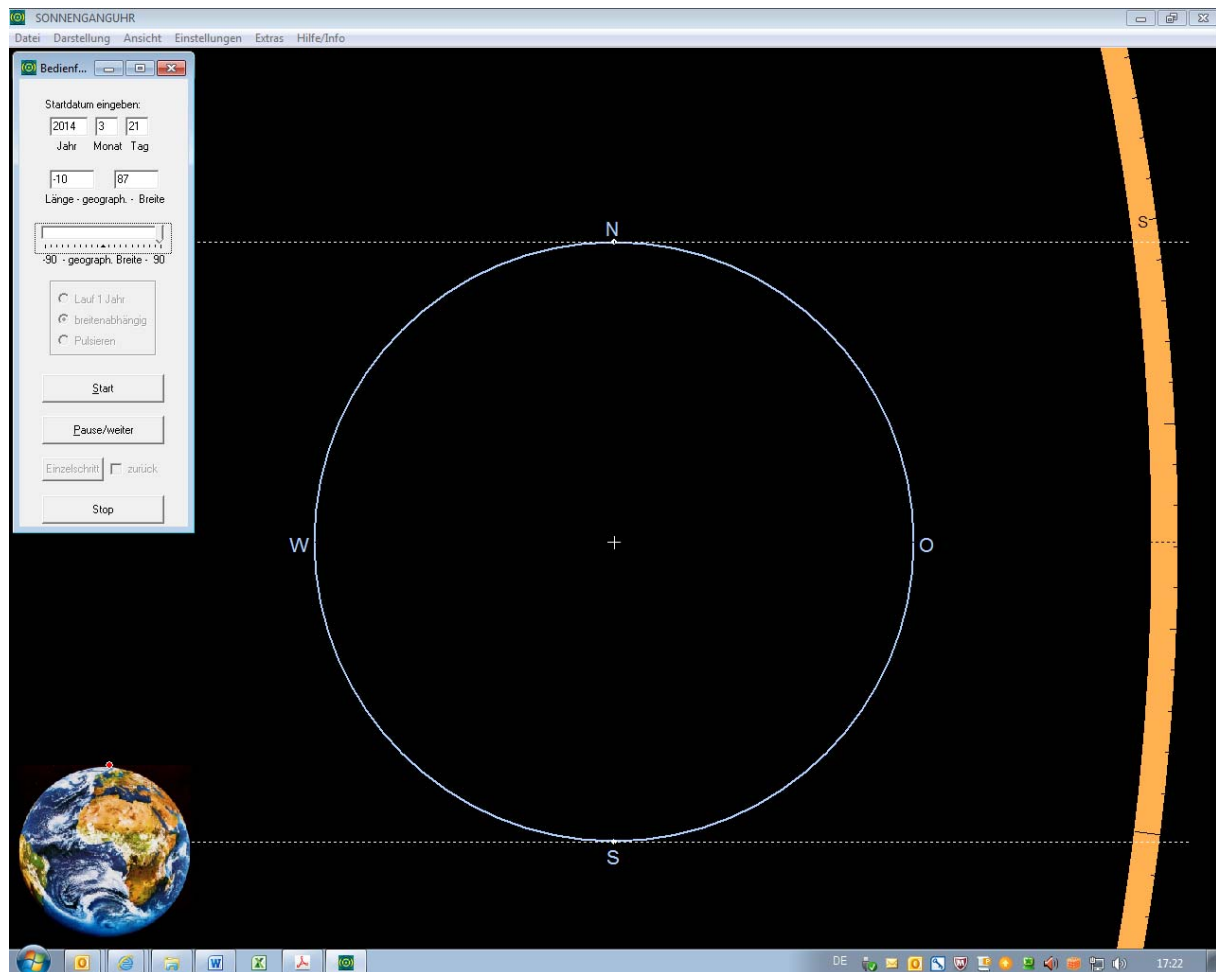 SONNENGANGUHR
Datei Darstellung Ansicht Einstellungen Extras Hilfe/Info
Bedienf...
Startdatum eingeben:
2014 3 21
Jahr Monat Tag
-10 87
Länge - geograph. - Breite
-90 - geograph. Breite - 90
Lauf 1 Jahr
breitenabhängig
Pulsieren
Start
Pause/weiter
Einzelschritt zurück
Stop
N
S
W
O
S
DE 17:22